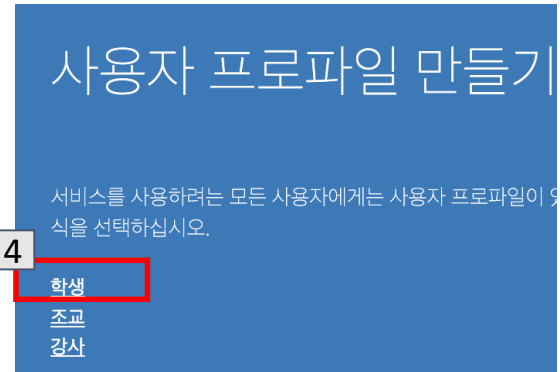 사용자 프로파일 만들기
서비스를 사용하려는 모든 사용자에게는 사용자 프로파일이
식을 선택하십시오.
4
학생
조교
강사